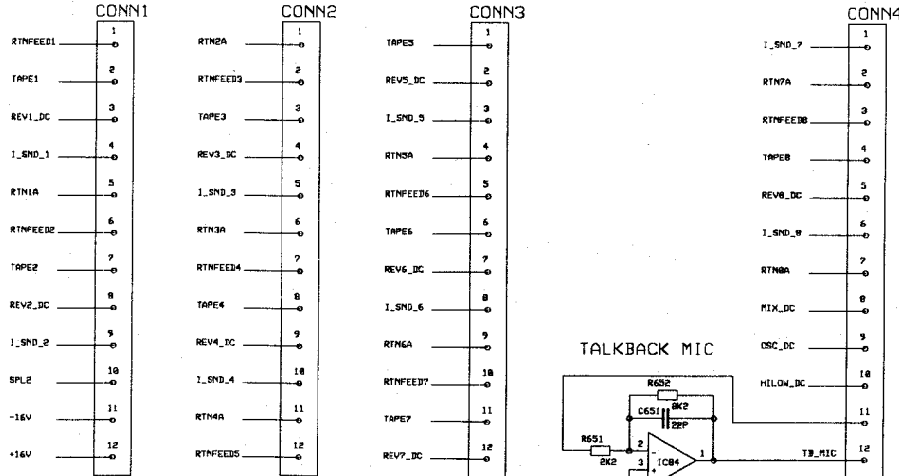 CONN1
RTNFEED1 1
TAPE1 2
REV1_DC 3
I_SND_1 4
RTN1A 5
RTNFEED2 6
TAPE2 7
REV2_DC 8
I_SND_2 9
SPL2 10
-16V 11
+16V 12
CONN2
RTN2A 1
RTNFEED3 2
TAPE3 3
REV3_DC 4
I_SND_3 5
RTN3A 6
RTNFEED4 7
TAPE4 8
REV4_DC 9
I_SND_4 10
RTN4A 11
RTNFEED5 12
CONN3
TAPE5 1
REV5_DC 2
I_SND_5 3
RTN5A 4
RTNFEED6 5
TAPE6 6
REV6_DC 7
I_SND_6 8
RTN6A 9
RTNFEED7 10
TAPE7 11
REV7_DC 12
CONN4
I_SND_7 1
RTN7A 2
RTNFEED8 3
TAPE8 4
REV8_DC 5
I_SND_8 6
RTN8A 7
MIX_DC 8
OSC_DC 9
HILOW_DC 10
11
TB_MIC 12
TALKBACK MIC
R652
8K2
C651
22P
R651
2K2
2
3
-
+
IC84
1